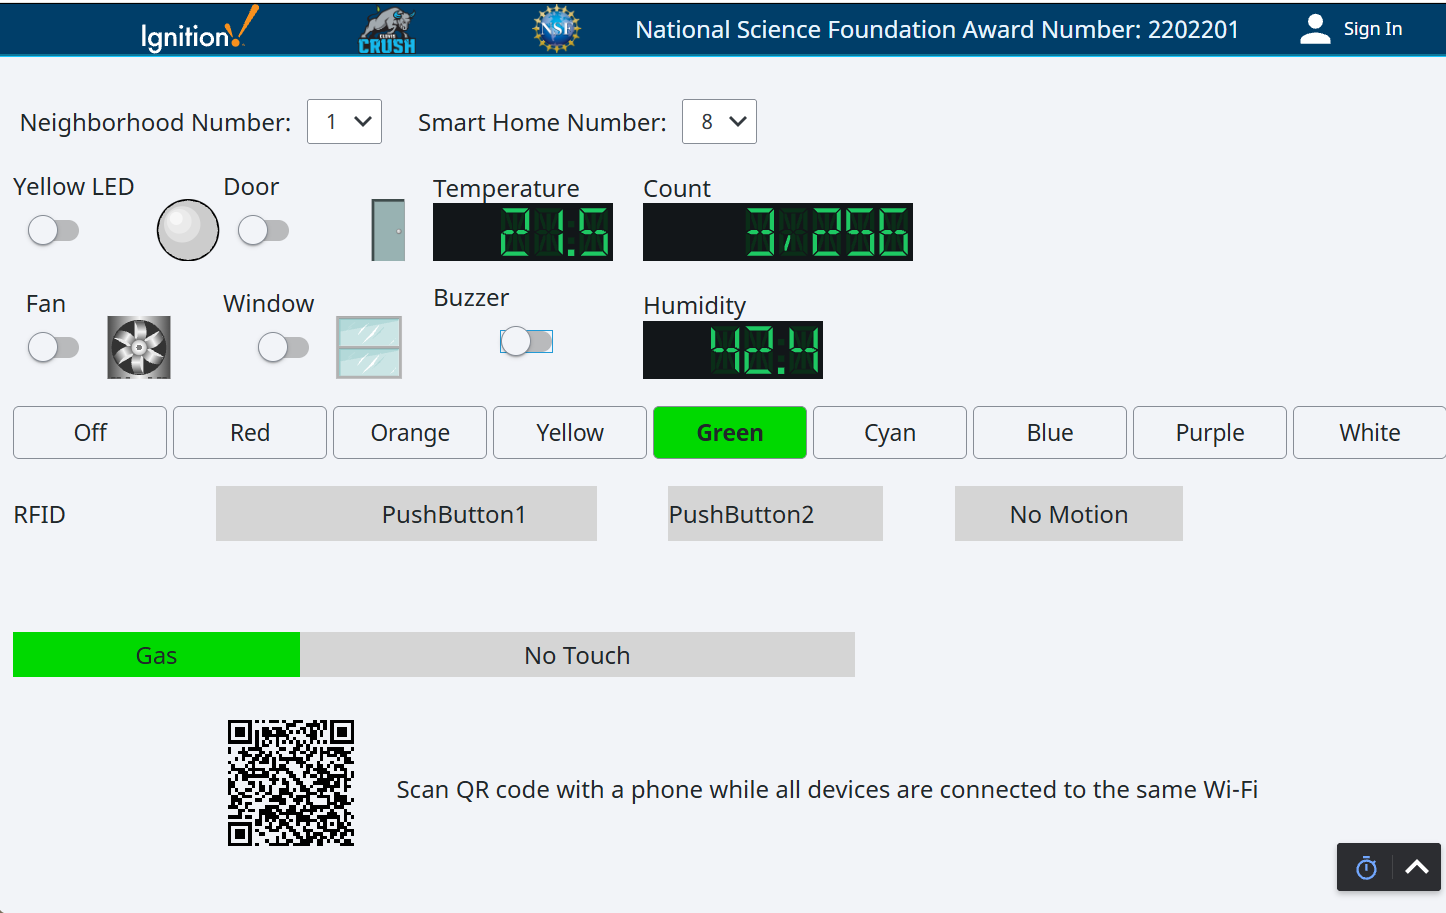 Ignition!
CLOVIS
CRUSH
NSF
National Science Foundation Award Number: 2202201
Sign In
Neighborhood Number: 1
Smart Home Number: 8
Yellow LED
Door
Temperature
Count
21.5
3,256
Fan
Window
Buzzer
Humidity
42.4
Off
Red
Orange
Yellow
Green
Cyan
Blue
Purple
White
RFID
PushButton1
PushButton2
No Motion
Gas
No Touch
Scan QR code with a phone while all devices are connected to the same Wi-Fi